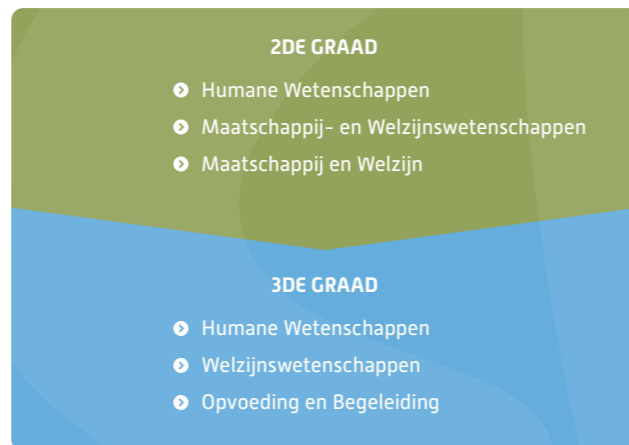 2DE GRAAD
Humane Wetenschappen
Maatschappij- en Welzijnswetenschappen
Maatschappij en Welzijn
3DE GRAAD
Humane Wetenschappen
Welzijnswetenschappen
Opvoeding en Begeleiding